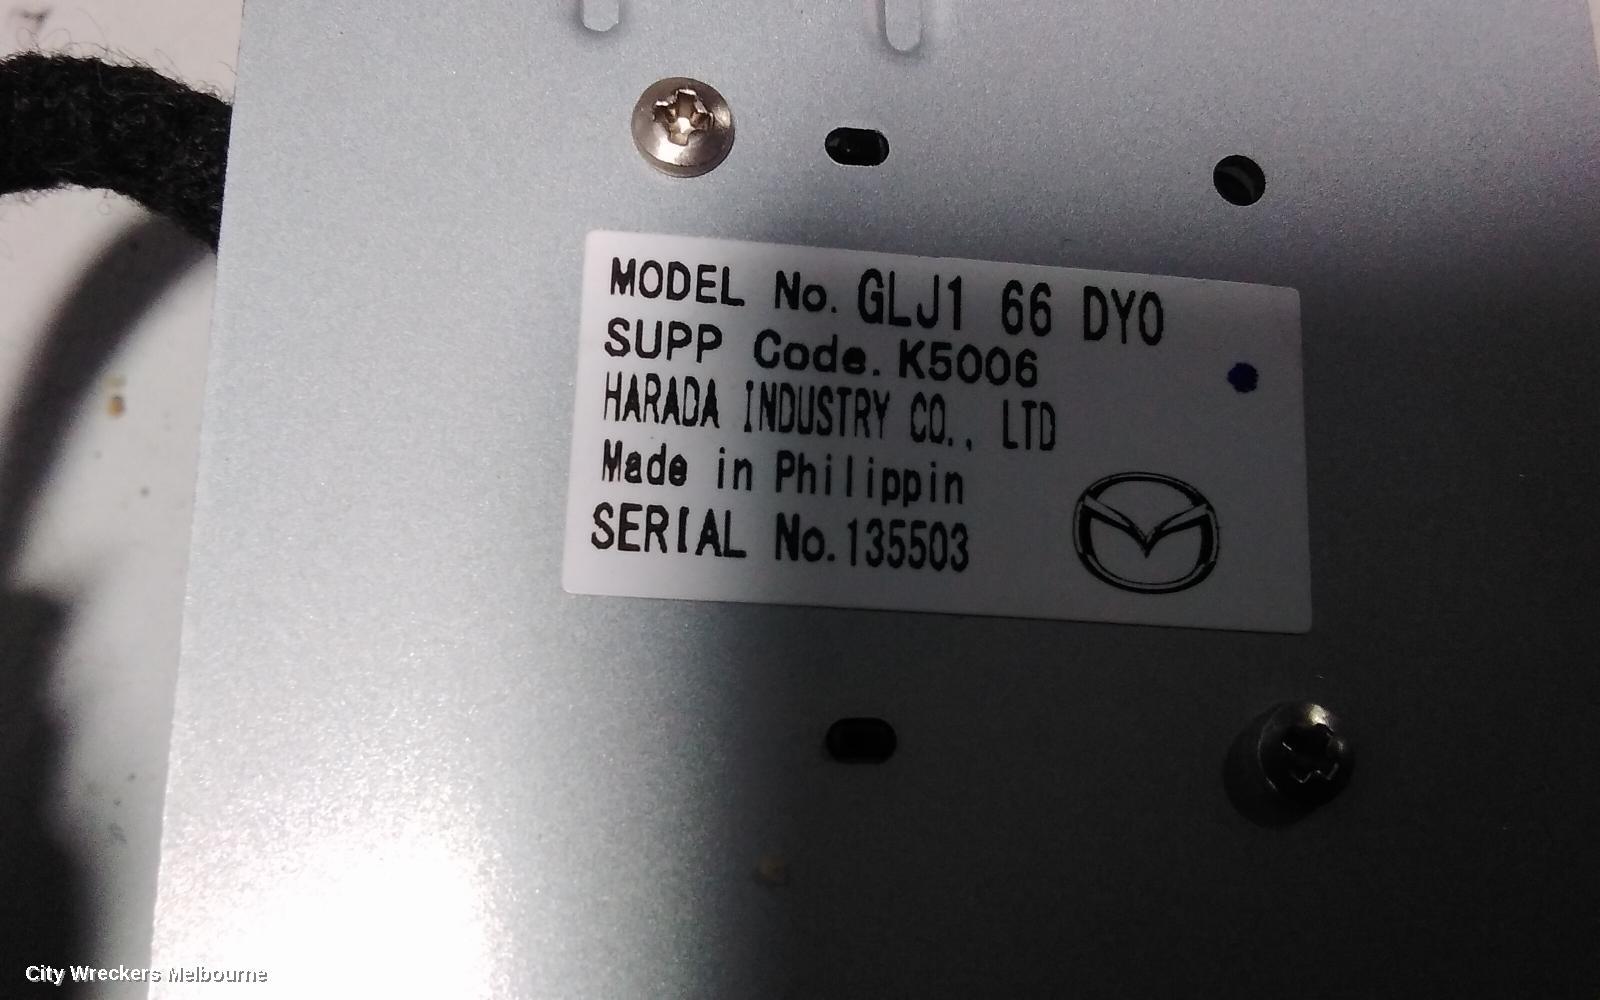 MODEL No. GLJ1 66 DY0
SUPP Code. K5006
HARADA INDUSTRY CO., LTD
Made in Philippin
SERIAL No. 135503
City Wreckers Melbourne